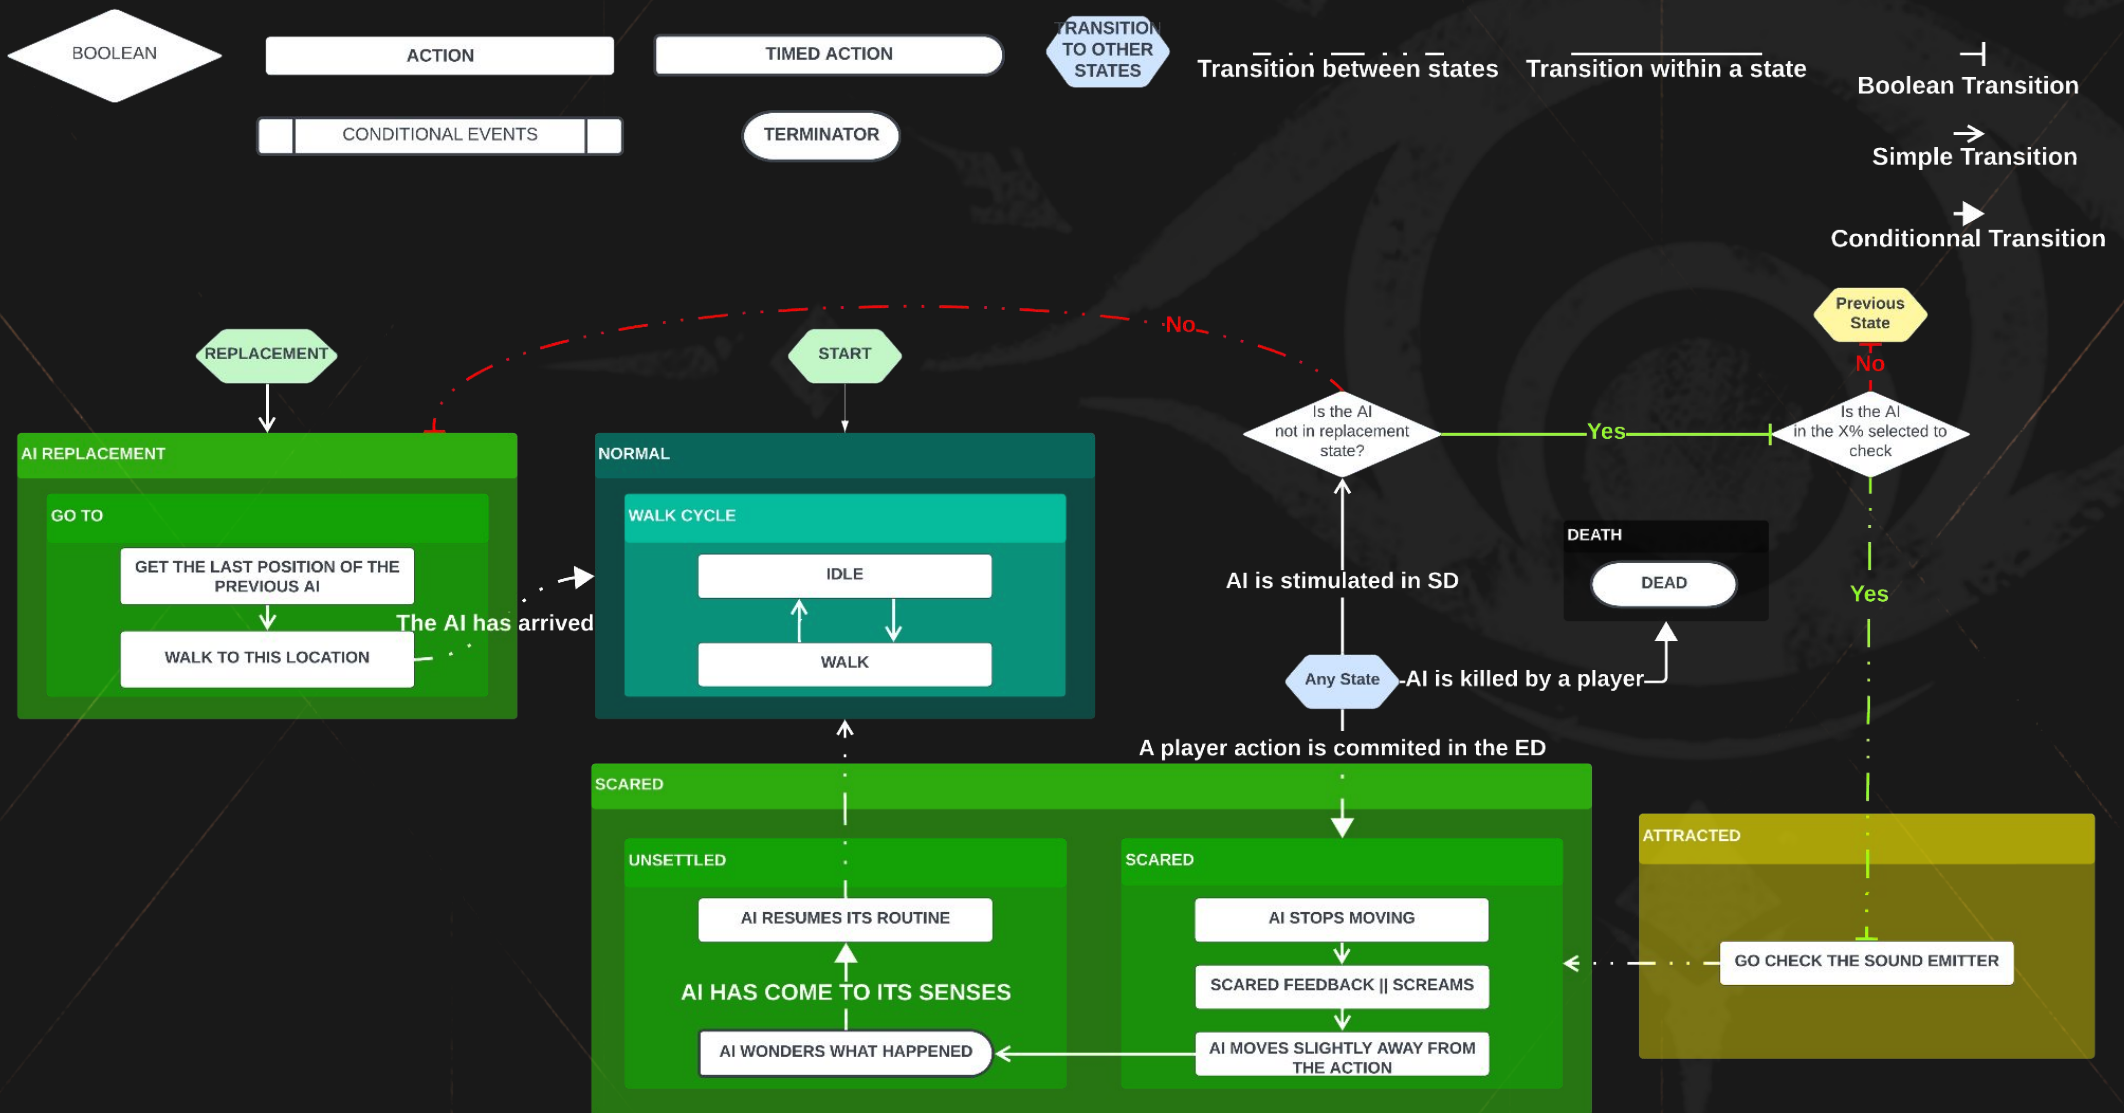 BOOLEAN
ACTION
TIMED ACTION
TRANSITION
TO OTHER
STATES
Transition between states
Transition within a state
Boolean Transition
CONDITIONAL EVENTS
TERMINATOR
Simple Transition
Conditionnal Transition
Previous
State
No
No
REPLACEMENT
START
Is the AI
not in replacement
state?
Yes
Is the AI
in the X% selected to
check
AI REPLACEMENT
NORMAL
GO TO
WALK CYCLE
GET THE LAST POSITION OF THE
PREVIOUS AI
IDLE
The AI has arrived
WALK TO THIS LOCATION
WALK
AI is stimulated in SD
DEATH
DEAD
Yes
Any State
AI is killed by a player
A player action is commited in the ED
SCARED
UNSETTLED
SCARED
ATTRACTED
AI RESUMES ITS ROUTINE
AI STOPS MOVING
GO CHECK THE SOUND EMITTER
AI HAS COME TO ITS SENSES
SCARED FEEDBACK || SCREAMS
AI WONDERS WHAT HAPPENED
AI MOVES SLIGHTLY AWAY FROM
THE ACTION